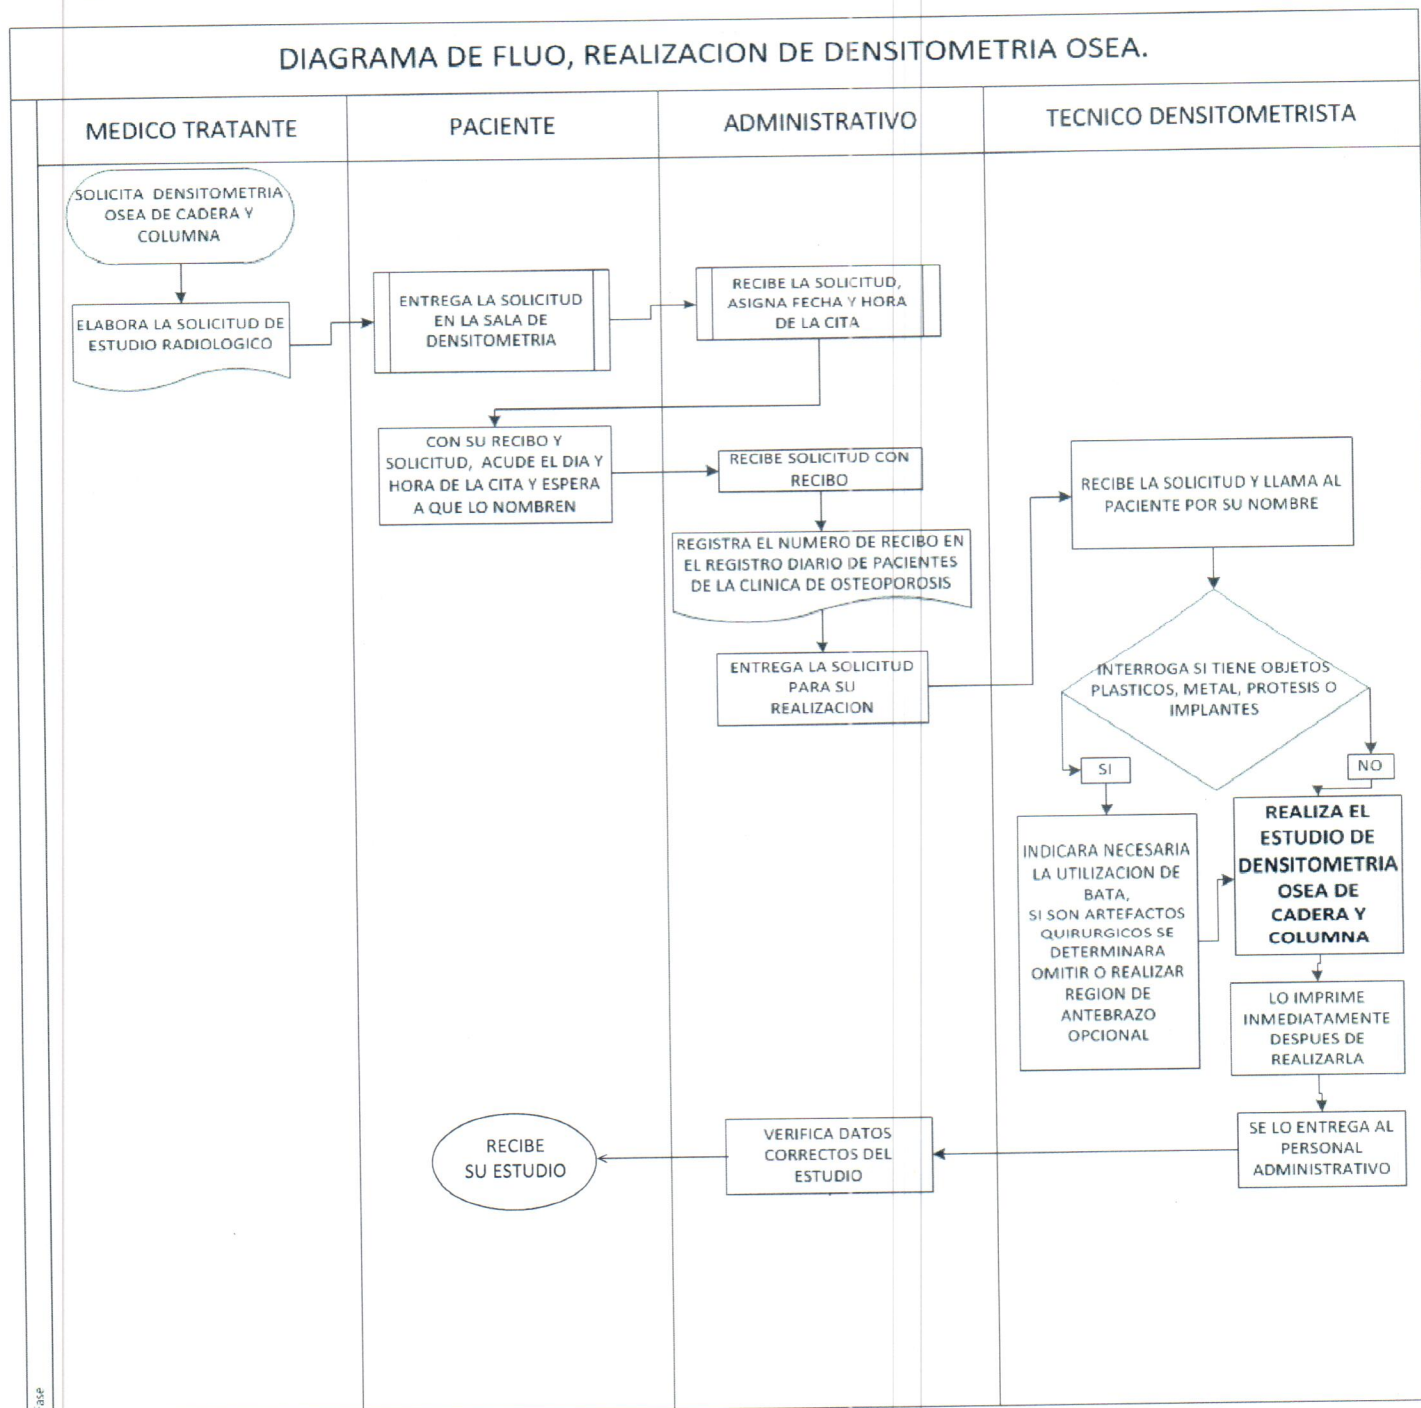 DIAGRAMA DE FLUO, REALIZACION DE DENSITOMETRIA OSEA.
MEDICO TRATANTE
PACIENTE
ADMINISTRATIVO
TECNICO DENSITOMETRISTA
SOLICITA DENSITOMETRIA
OSEA DE CADERA Y
COLUMNA
ELABORA LA SOLICITUD DE
ESTUDIO RADIOLOGICO
ENTREGA LA SOLICITUD
EN LA SALA DE
DENSITOMETRIA
RECIBE LA SOLICITUD,
ASIGNA FECHA Y HORA
DE LA CITA
CON SU RECIBO Y
SOLICITUD, ACUDE EL DIA Y
HORA DE LA CITA Y ESPERA
A QUE LO NOMBREN
RECIBE SOLICITUD CON
RECIBO
REGISTRA EL NUMERO DE RECIBO EN
EL REGISTRO DIARIO DE PACIENTES
DE LA CLINICA DE OSTEOPOROSIS
ENTREGA LA SOLICITUD
PARA SU
REALIZACION
RECIBE LA SOLICITUD Y LLAMA AL
PACIENTE POR SU NOMBRE
INTERROGA SI TIENE OBJETOS
PLASTICOS, METAL, PROTESIS O
IMPLANTES
SI
NO
INDICARA NECESARIA
LA UTILIZACION DE
BATA,
SI SON ARTEFACTOS
QUIRURGICOS SE
DETERMINARA
OMITIR O REALIZAR
REGION DE
ANTEBRAZO
OPCIONAL
REALIZA EL
ESTUDIO DE
DENSITOMETRIA
OSEA DE
CADERA Y
COLUMNA
LO IMPRIME
INMEDIATAMENTE
DESPUES DE
REALIZARLA
SE LO ENTREGA AL
PERSONAL
ADMINISTRATIVO
VERIFICA DATOS
CORRECTOS DEL
ESTUDIO
RECIBE
SU ESTUDIO